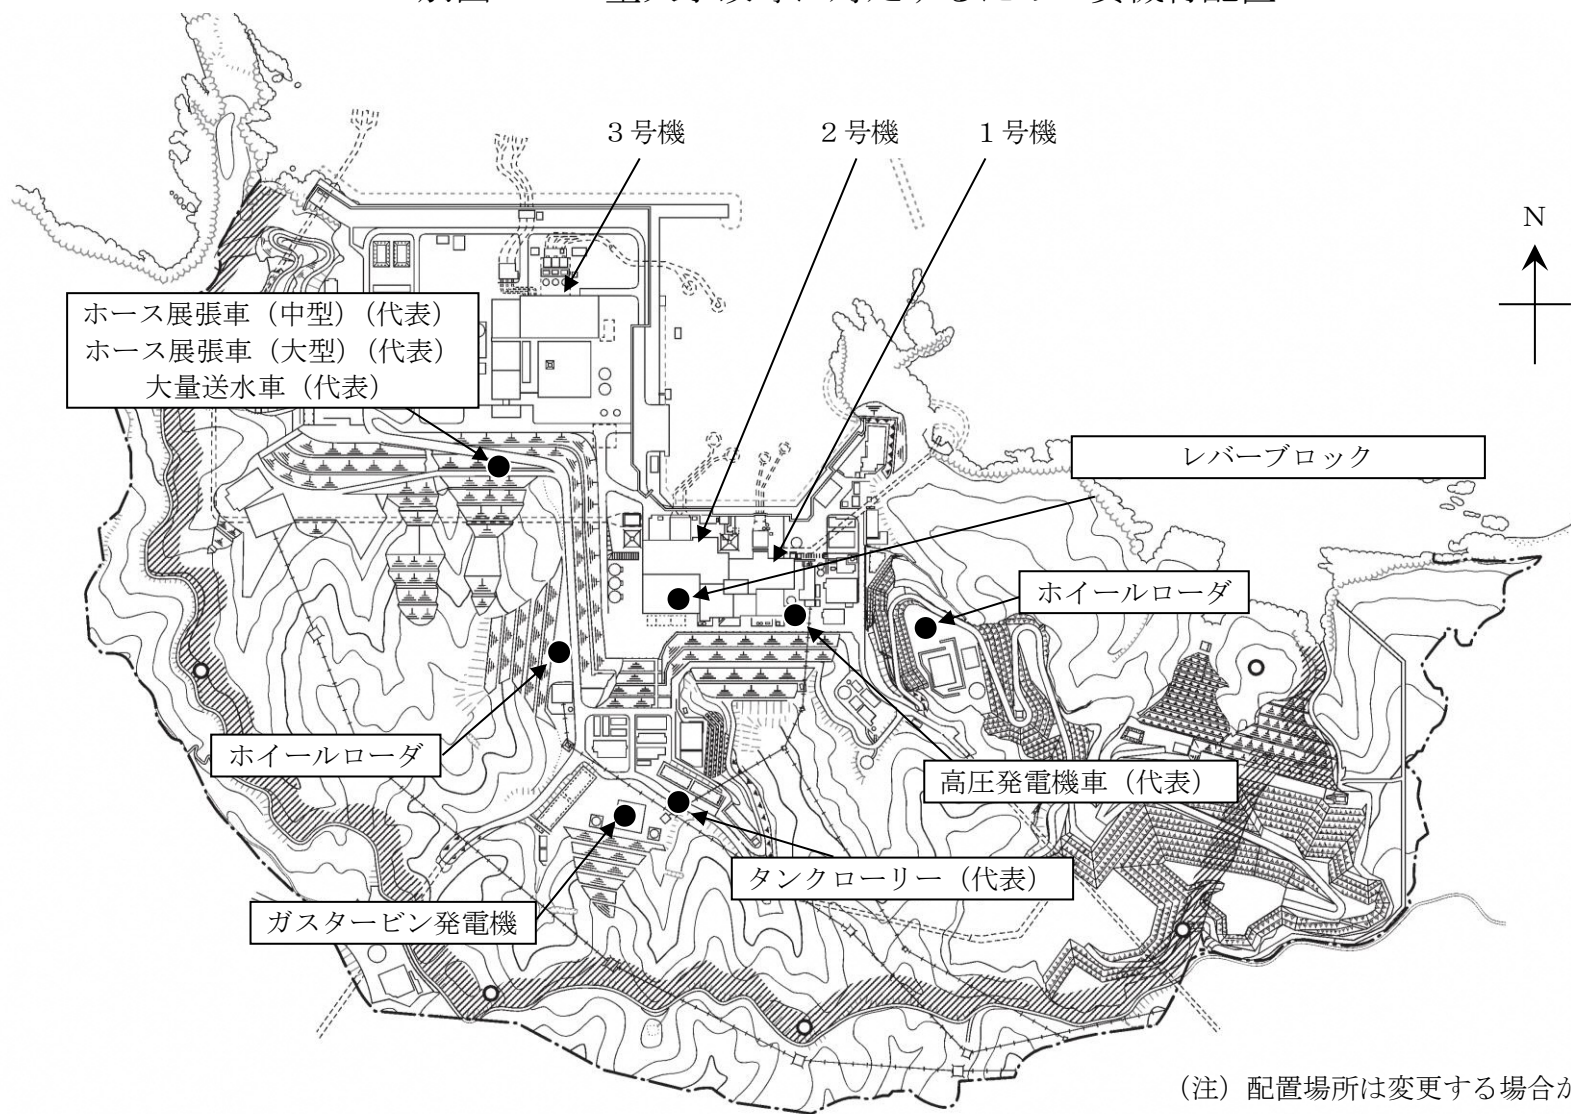 ３号機
２号機
１号機
N
ホース展張車（中型）（代表）
ホース展張車（大型）（代表）
大量送水車（代表）
レバーブロック
ホイールローダ
ホイールローダ
高圧発電機車（代表）
タンクローリー（代表）
ガスタービン発電機
（注）配置場所は変更する場合が